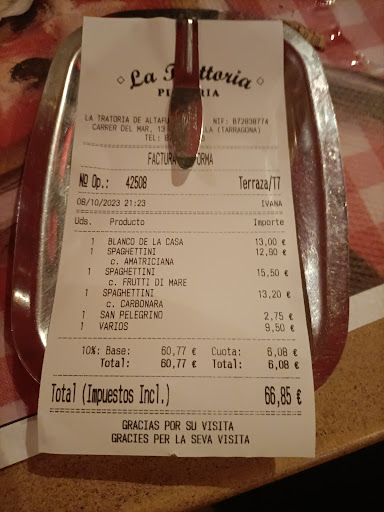 La
PI RIA
LA TRATORIA DE ALTAFU NIF: B72830774
CARRER DEL MAR, 13 LA (TARRAGONA)
TEL:
FACTURA
Nº Op.: 42508 Terraza/T7
08/10/2023 21:23 IVANA
Uds. Producto Importe
1 BLANCO DE LA CASA 13,00 €
1 SPAGHETTINI 12,90 €
c. AMATRICIANA
1 SPAGHETTINI 15,50 €
c. FRUTTI DI MARE
1 SPAGHETTINI 13,20 €
c. CARBONARA
1 SAN PELEGRINO 2,75 €
1 VARIOS 9,50 €
10%: Base: 60,77 € Cuota: 6,08 €
Total: 60,77 € Total: 6,08 €
Total (Impuestos Incl.) 66,85 €
GRACIAS POR SU VISITA
GRACIES PER LA SEVA VISITA